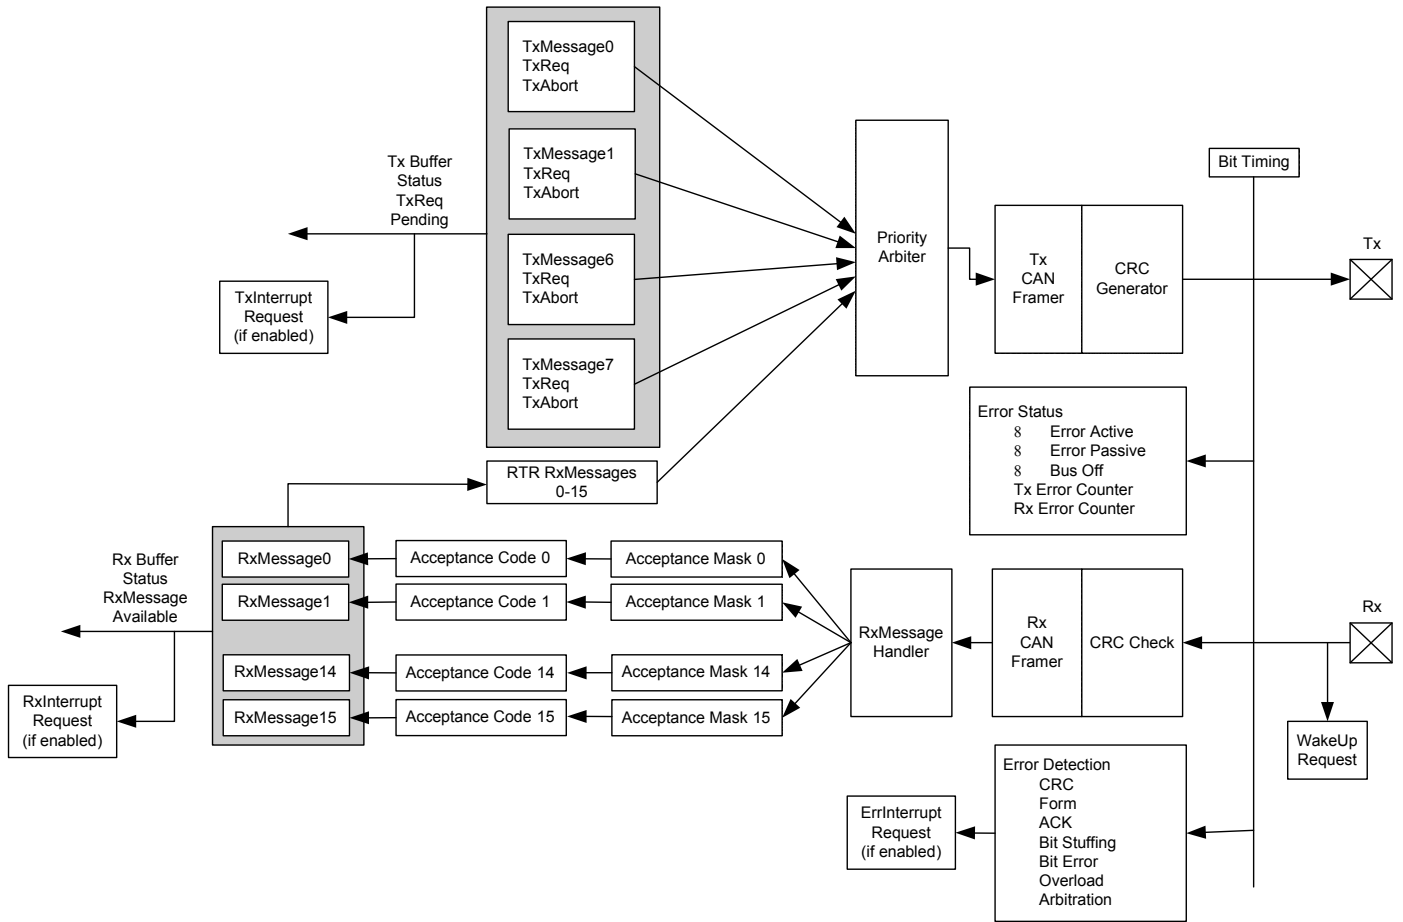 TxMessage0
TxReq
TxAbort
TxMessage1
TxReq
TxAbort
TxMessage6
TxReq
TxAbort
TxMessage7
TxReq
TxAbort
Tx Buffer
Status
TxReq
Pending
TxInterrupt
Request
(if enabled)
Priority
Arbiter
Tx
CAN
Framer
CRC
Generator
Bit Timing
Tx
Error Status
8 Error Active
8 Error Passive
8 Bus Off
Tx Error Counter
Rx Error Counter
RTR RxMessages
0-15
Rx Buffer
Status
RxMessage
Available
RxInterrupt
Request
(if enabled)
RxMessage0
Acceptance Code 0
Acceptance Mask 0
RxMessage1
Acceptance Code 1
Acceptance Mask 1
RxMessage14
Acceptance Code 14
Acceptance Mask 14
RxMessage15
Acceptance Code 15
Acceptance Mask 15
RxMessage
Handler
Rx
CAN
Framer
CRC Check
Rx
WakeUp
Request
Error Detection
CRC
Form
ACK
Bit Stuffing
Bit Error
Overload
Arbitration
ErrInterrupt
Request
(if enabled)